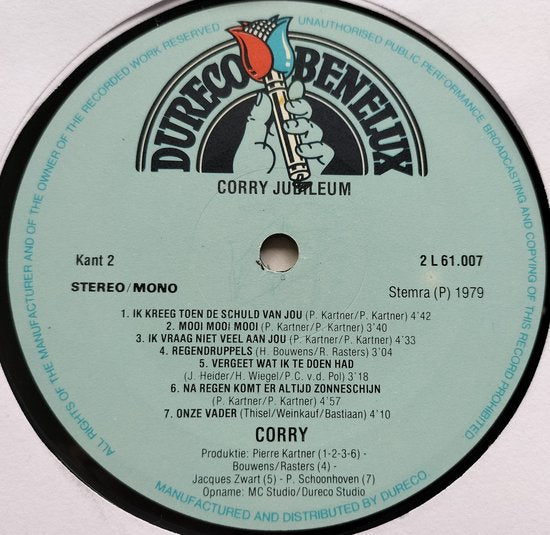 DURECO BENELUX
CORRY JUBILEUM
Kant 2
2 L 61.007
STEREO/MONO
Stemra (P) 1979
1. IK KREEG TOEN DE SCHULD VAN JOU (P. Kartner/P. Kartner) 4'42
2. MOOI MOOI MOOI (P. Kartner/P. Kartner) 3'40
3. IK VRAAG NIET VEEL AAN JOU (P. Kartner/P. Kartner) 4'33
4. REGENDRUPPELS (H. Bouwens/R. Rasters) 3'04
5. VERGEET WAT IK TE DOEN HAD
(J. Heider/H. Wiegel/P.C. v.d. Pol) 3'18
6. NA REGEN KOMT ER ALTIJD ZONNESCHIJN
(P. Kartner/P. Kartner) 4'57
7. ONZE VADER (Thisel/Weinkauf/Bastiaan) 4'10
CORRY
Produktie: Pierre Kartner (1-2-3-6) -
Bouwens/Rasters (4) -
Jacques Zwart (5) - P. Schoonhoven (7)
Opname: MC Studio/Dureco Studio
ALL RIGHTS OF THE MANUFACTURER AND OF THE OWNER OF THE RECORDED WORK RESERVED
UNAUTHORISED PUBLIC PERFORMANCE BROADCASTING AND COPYING OF THIS RECORD PROHIBITED
MANUFACTURED AND DISTRIBUTED BY DURECO.